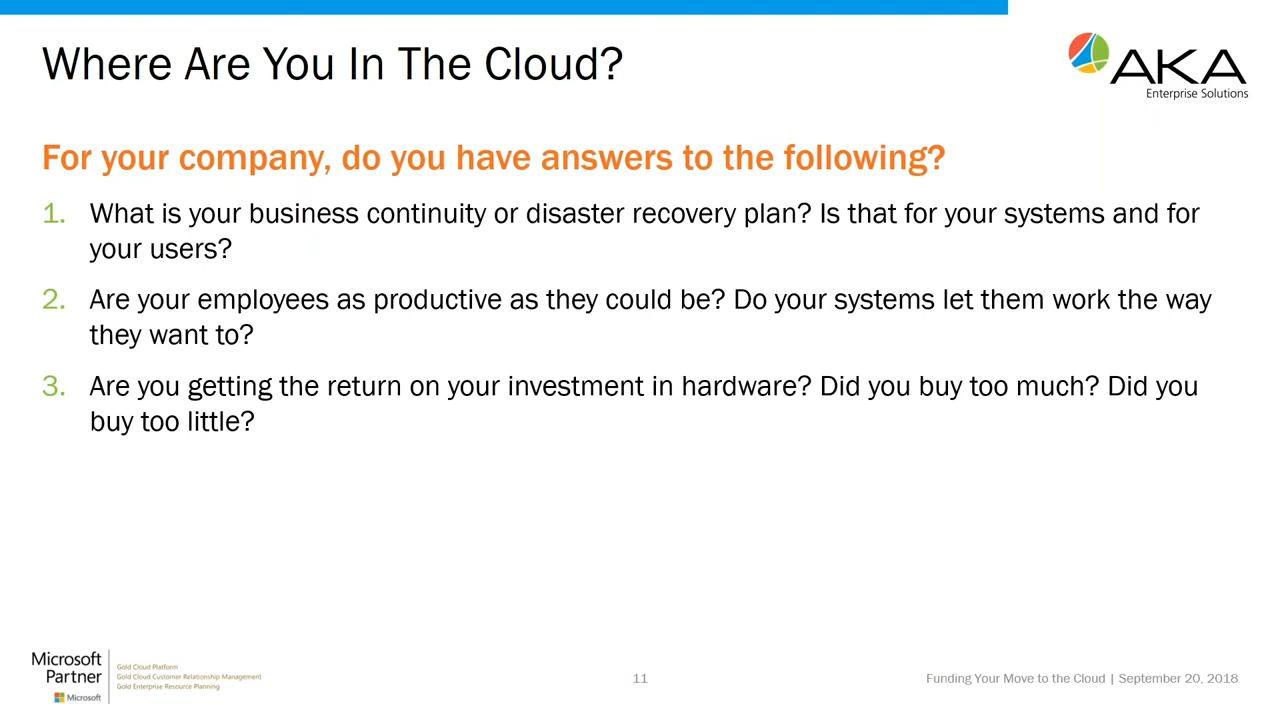 Where Are You In The Cloud?
AKA
Enterprise Solutions
For your company, do you have answers to the following?
1. What is your business continuity or disaster recovery plan? Is that for your systems and for
your users?
2. Are your employees as productive as they could be? Do your systems let them work the way
they want to?
3. Are you getting the return on your investment in hardware? Did you buy too much? Did you
buy too little?
Microsoft
Partner
Microsoft
Gold Cloud Platform
Gold Cloud Customer Relationship Management
Gold Enterprise Resource Planning
11
Funding Your Move to the Cloud | September 20, 2018